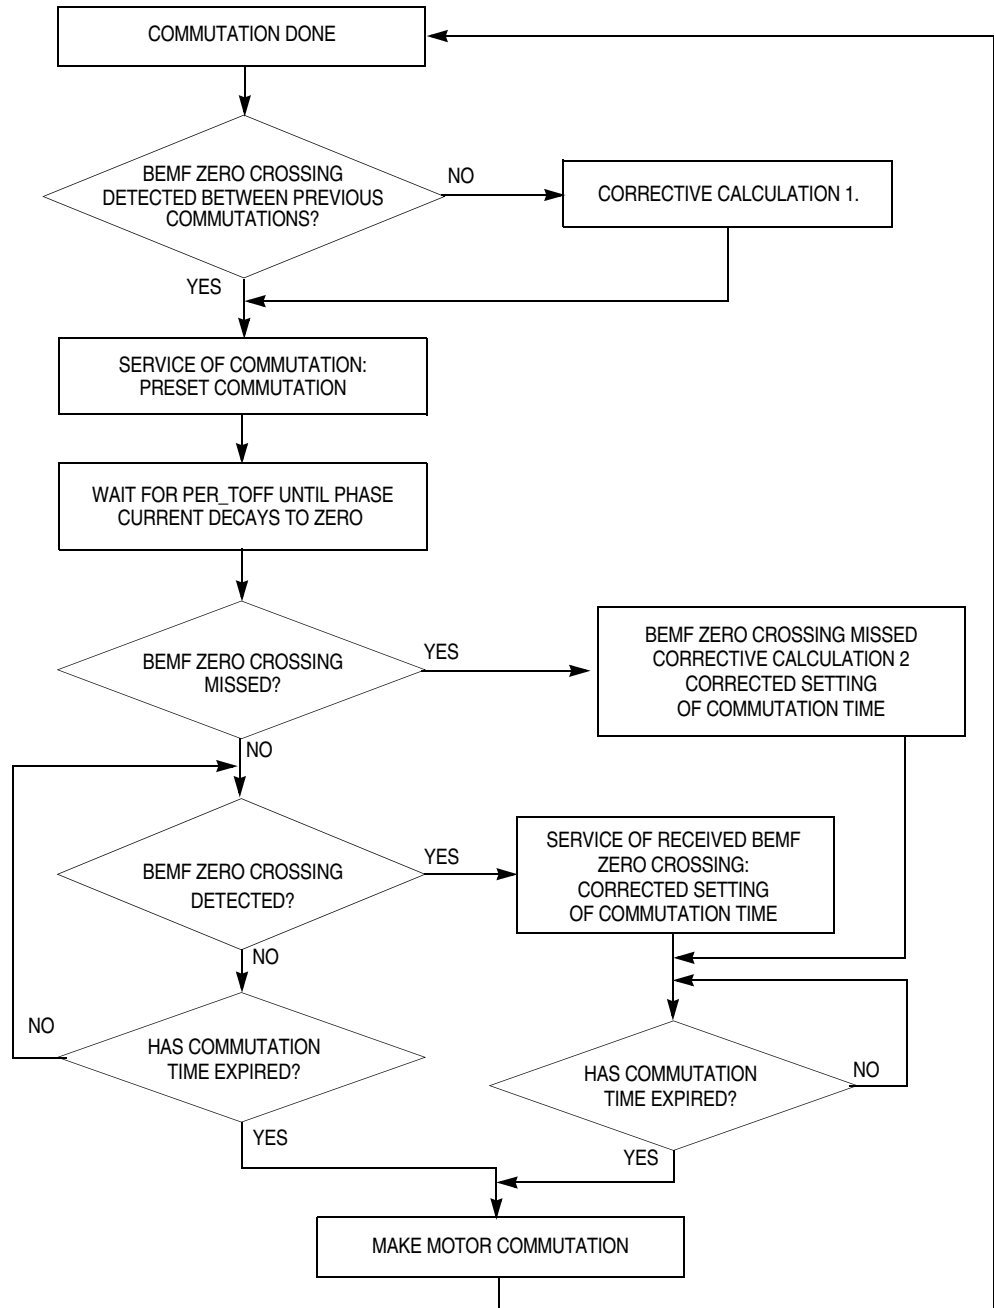 COMMUTATION DONE
BEMF ZERO CROSSING
DETECTED BETWEEN PREVIOUS
COMMUTATIONS?
NO
CORRECTIVE CALCULATION 1.
YES
SERVICE OF COMMUTATION:
PRESET COMMUTATION
WAIT FOR PER_TOFF UNTIL PHASE
CURRENT DECAYS TO ZERO
BEMF ZERO CROSSING
MISSED?
YES
BEMF ZERO CROSSING MISSED
CORRECTIVE CALCULATION 2
CORRECTED SETTING
OF COMMUTATION TIME
NO
BEMF ZERO CROSSING
DETECTED?
YES
SERVICE OF RECEIVED BEMF
ZERO CROSSING:
CORRECTED SETTING
OF COMMUTATION TIME
NO
HAS COMMUTATION
TIME EXPIRED?
NO
YES
HAS COMMUTATION
TIME EXPIRED?
NO
YES
MAKE MOTOR COMMUTATION